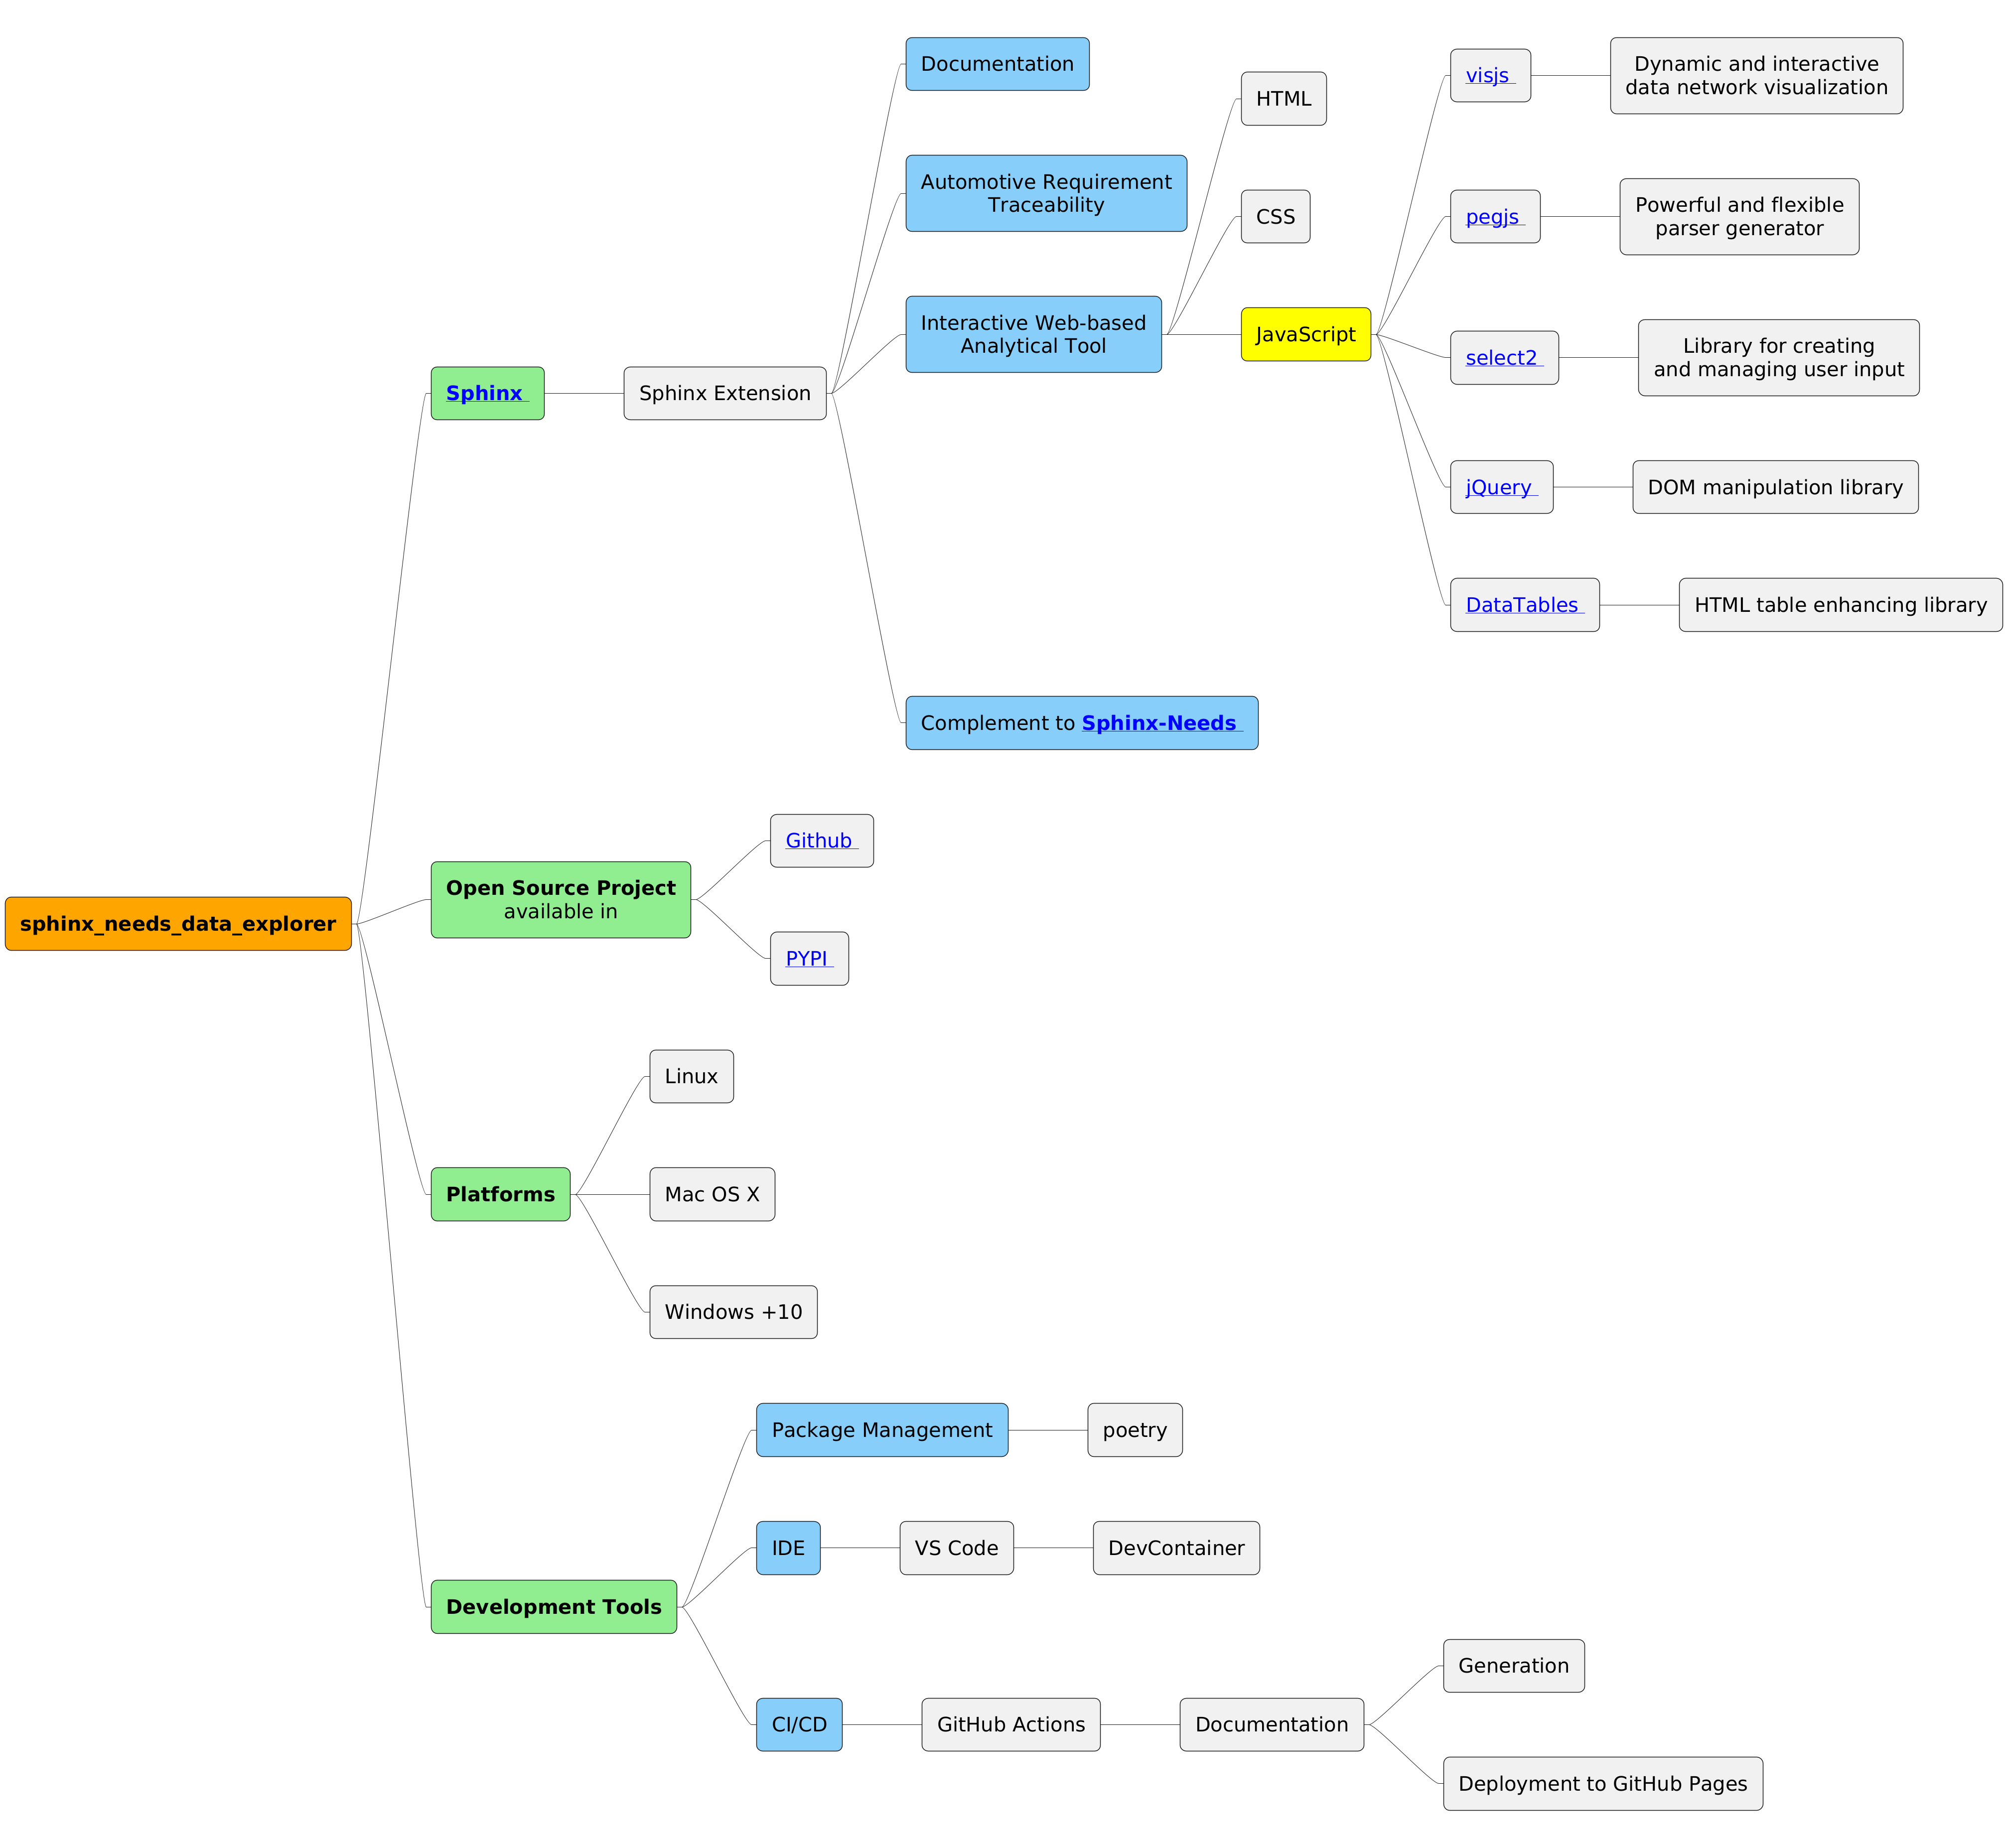 sphinx_needs_data_explorer
Sphinx
Sphinx Extension
Documentation
Automotive Requirement
Traceability
Interactive Web-based
Analytical Tool
HTML
CSS
JavaScript
visjs
Dynamic and interactive
data network visualization
pegjs
Powerful and flexible
parser generator
select2
Library for creating
and managing user input
jQuery
DOM manipulation library
DataTables
HTML table enhancing library
Complement to Sphinx-Needs
Open Source Project
available in
Github
PYPI
Platforms
Linux
Mac OS X
Windows +10
Development Tools
Package Management
poetry
IDE
VS Code
DevContainer
CI/CD
GitHub Actions
Documentation
Generation
Deployment to GitHub Pages